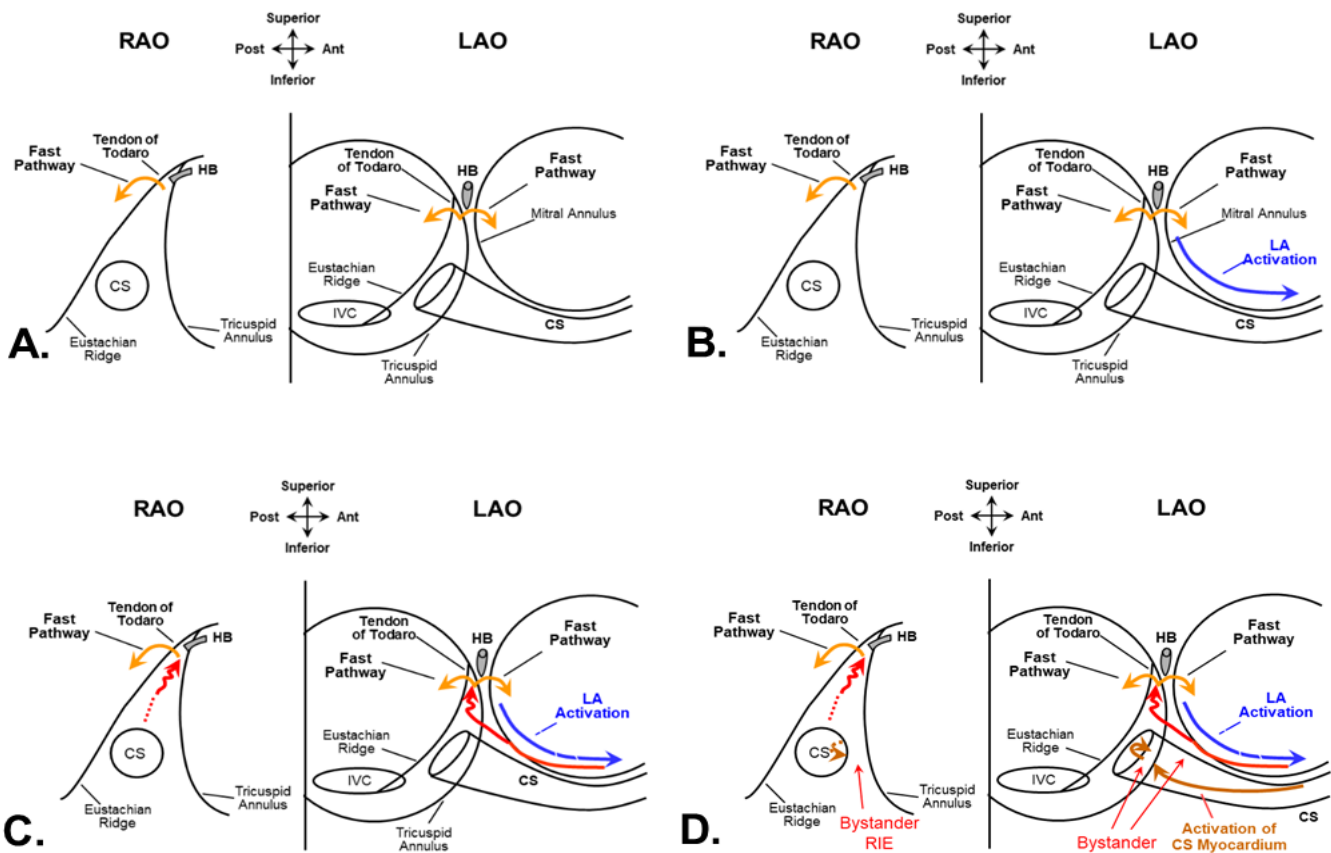 Superior
RAO
Post
Ant
LAO
Inferior
Fast
Pathway
Tendon of
Todaro
HB
CS
Eustachian
Ridge
Tricuspid
Annulus
Tendon
of Todaro
HB
Fast
Pathway
Fast
Pathway
Mitral Annulus
Eustachian
Ridge
IVC
CS
Tricuspid
Annulus
A.
Superior
RAO
Post
Ant
LAO
Inferior
Fast
Pathway
Tendon of
Todaro
HB
CS
Eustachian
Ridge
Tricuspid
Annulus
Tendon
of Todaro
HB
Fast
Pathway
Fast
Pathway
Mitral Annulus
LA
Activation
Eustachian
Ridge
IVC
CS
Tricuspid
Annulus
B.
Superior
RAO
Post
Ant
LAO
Inferior
Fast
Pathway
Tendon of
Todaro
HB
CS
Eustachian
Ridge
Tricuspid
Annulus
Tendon
of Todaro
HB
Fast
Pathway
Fast
Pathway
LA
Activation
Eustachian
Ridge
IVC
CS
Tricuspid
Annulus
C.
Superior
RAO
Post
Ant
LAO
Inferior
Fast
Pathway
Tendon of
Todaro
HB
CS
Eustachian
Ridge
Tricuspid
Annulus
Bystander
RIE
Tendon
of Todaro
HB
Fast
Pathway
Fast
Pathway
LA
Activation
Eustachian
Ridge
IVC
CS
Bystander
Activation of
CS Myocardium
D.